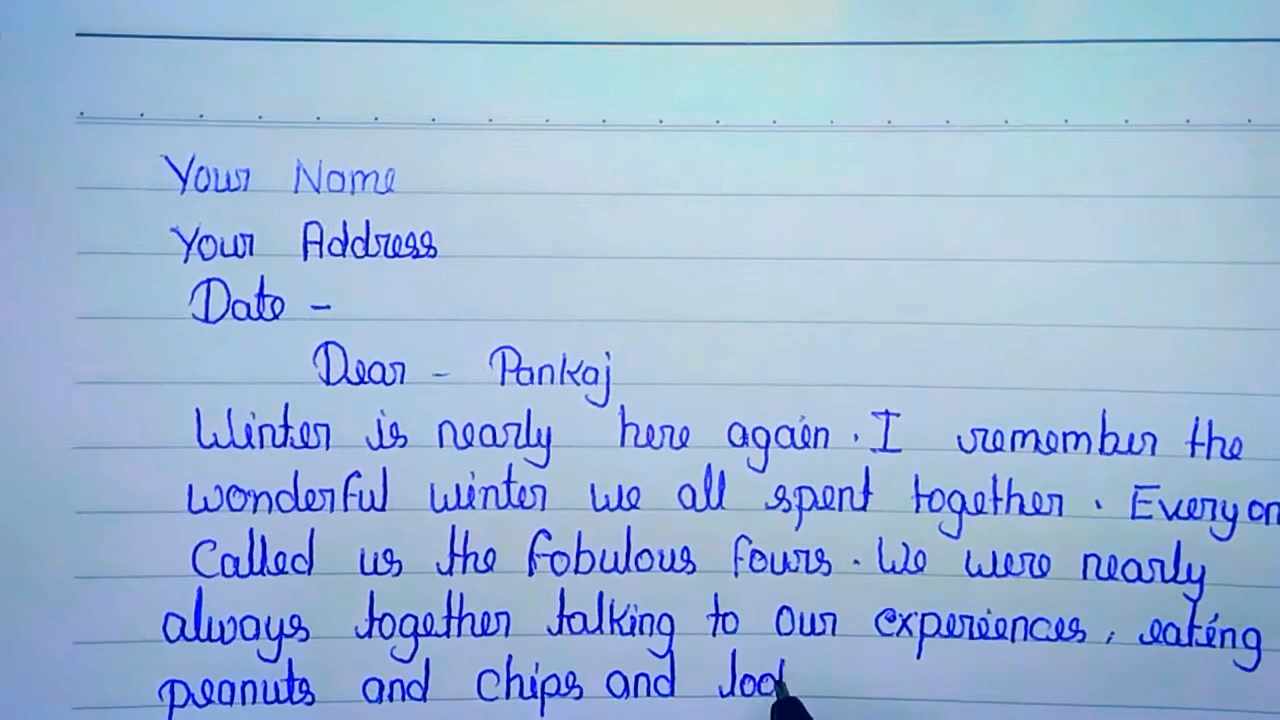 Your Name
Your Address
Date -
Dear - Pankaj
Winter is nearly here again. I remember the
wonderful winter we all spent together. Everyon
Called us the Fobulous fours. We were nearly
always together talking to our experiences, eating
peanuts and chips and